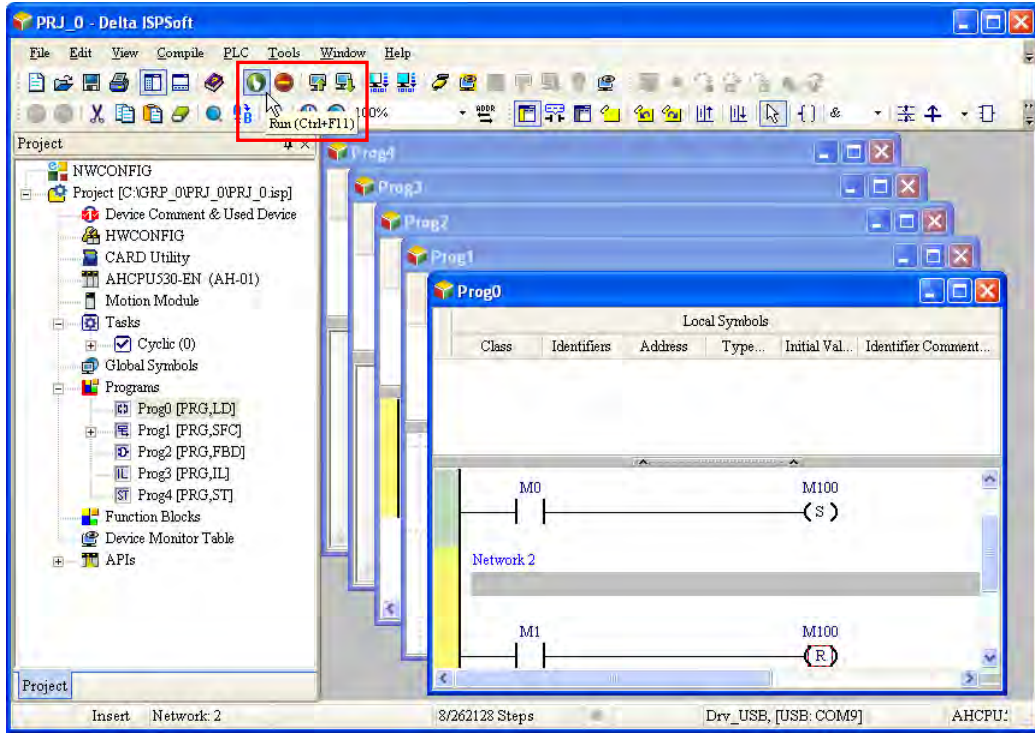 PRJ_0 - Delta ISPSoft
File Edit View Compile PLC Tools Window Help
100%
ADDR
&
Run (Ctrl+F11)
Project
NWCONFIG
Project [C:\GRP_0\PRJ_0\PRJ_0.isp]
Device Comment & Used Device
HWCONFIG
CARD Utility
AHCPU530-EN (AH-01)
Motion Module
Tasks
Cyclic (0)
Global Symbols
Programs
Prog0 [PRG,LD]
Prog1 [PRG,SFC]
Prog2 [PRG,FBD]
Prog3 [PRG,IL]
Prog4 [PRG,ST]
Function Blocks
Device Monitor Table
APIs
Project
Prog4
Prog3
Prog2
Prog1
Prog0
Local Symbols
Class Identifiers Address Type... Initial Val... Identifier Comment...
M0 M100
S
Network 2
M1 M100
R
Insert Network: 2 8/262128 Steps Drv_USB, [USB: COM9] AHCPU